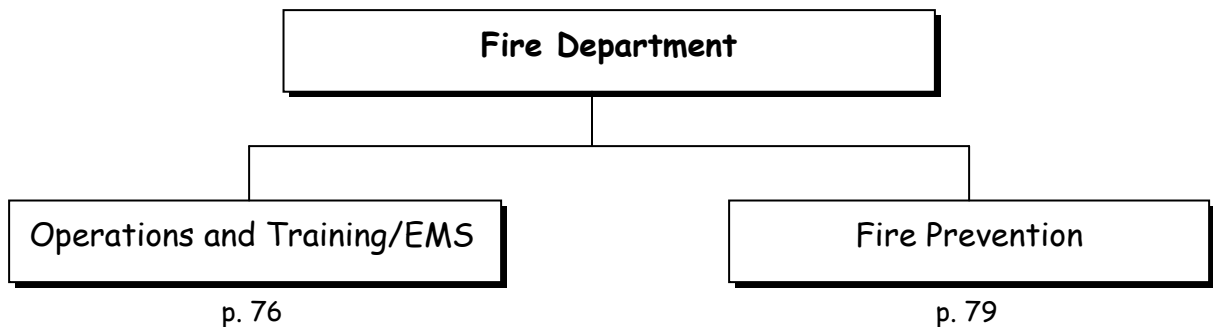 Fire Department
Operations and Training/EMS
Fire Prevention
p. 76
p. 79